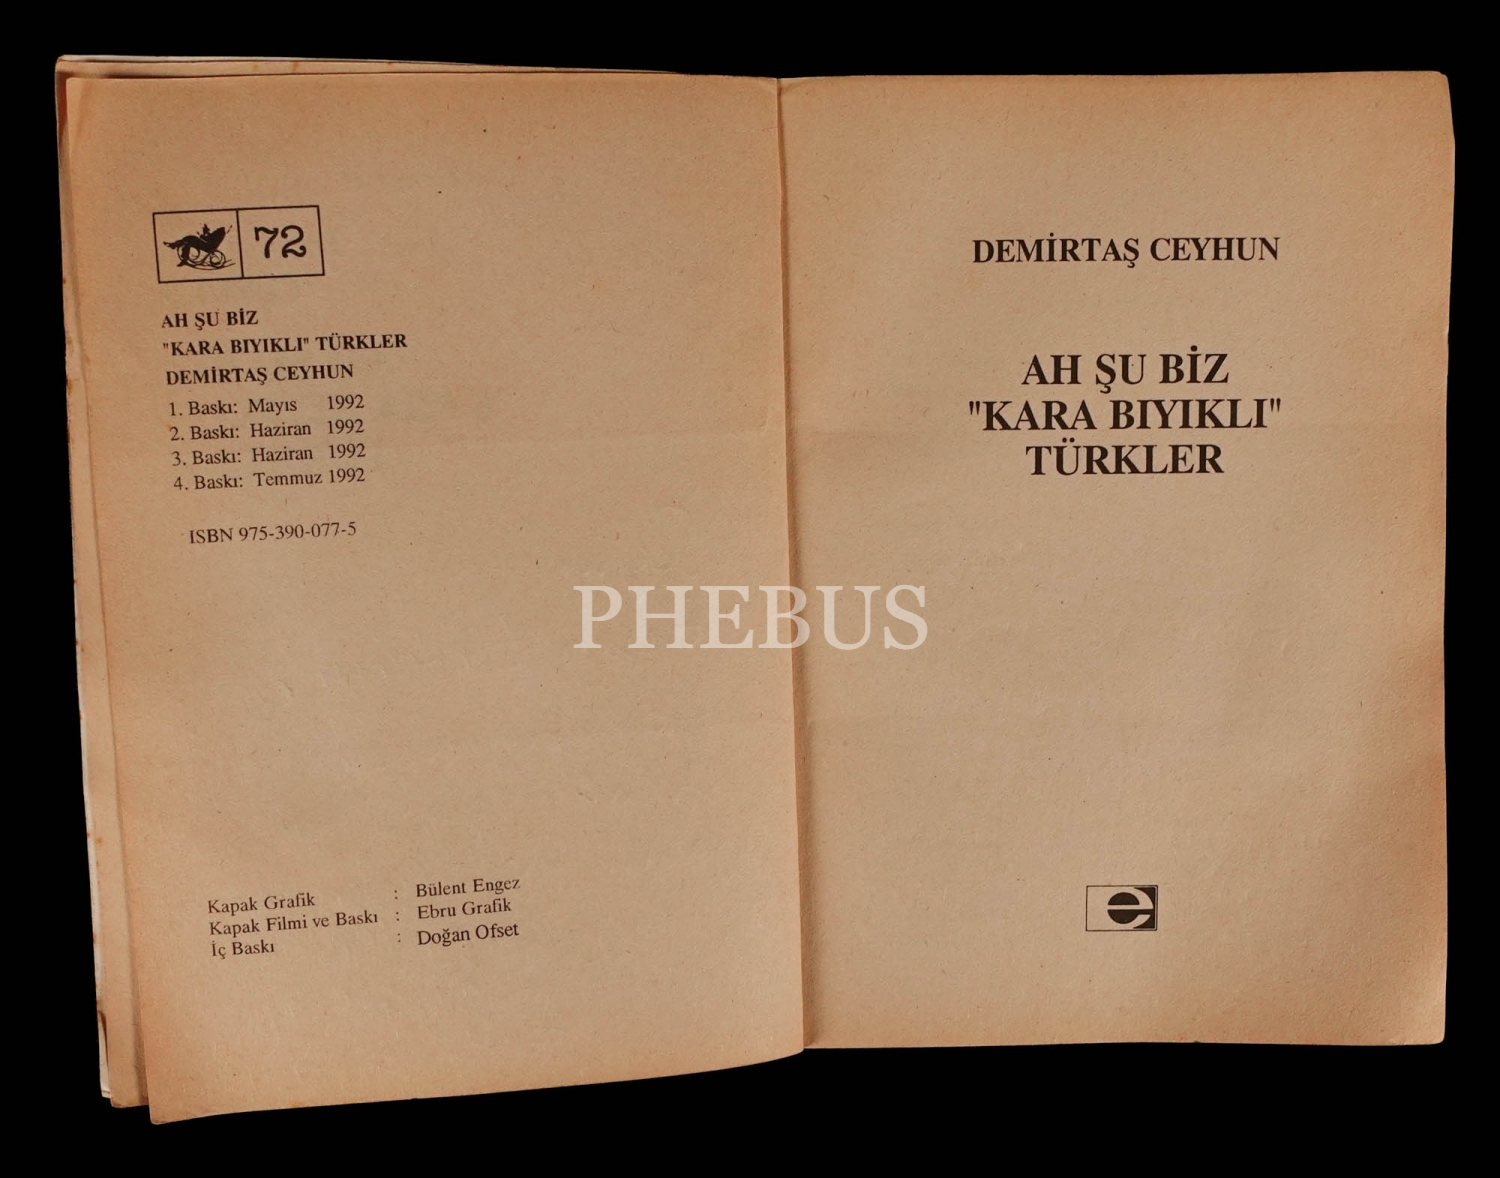 72
AH ŞU BİZ
"KARA BIYIKLI" TÜRKLER
DEMİRTAŞ CEYHUN
1. Baskı: Mayıs 1992
2. Baskı: Haziran 1992
3. Baskı: Haziran 1992
4. Baskı: Temmuz 1992
ISBN 975-390-077-5
Kapak Grafik : Bülent Engez
Kapak Filmi ve Baskı : Ebru Grafik
İç Baskı : Doğan Ofset
DEMİRTAŞ CEYHUN
AH ŞU BİZ
"KARA BIYIKLI"
TÜRKLER
e
PHEBUS